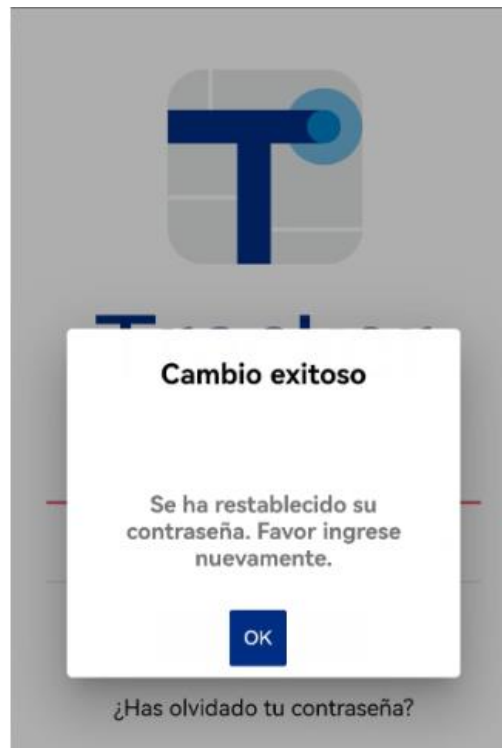 Cambio exitoso
Se ha restablecido su
contraseña. Favor ingrese
nuevamente.
OK
¿Has olvidado tu contraseña?